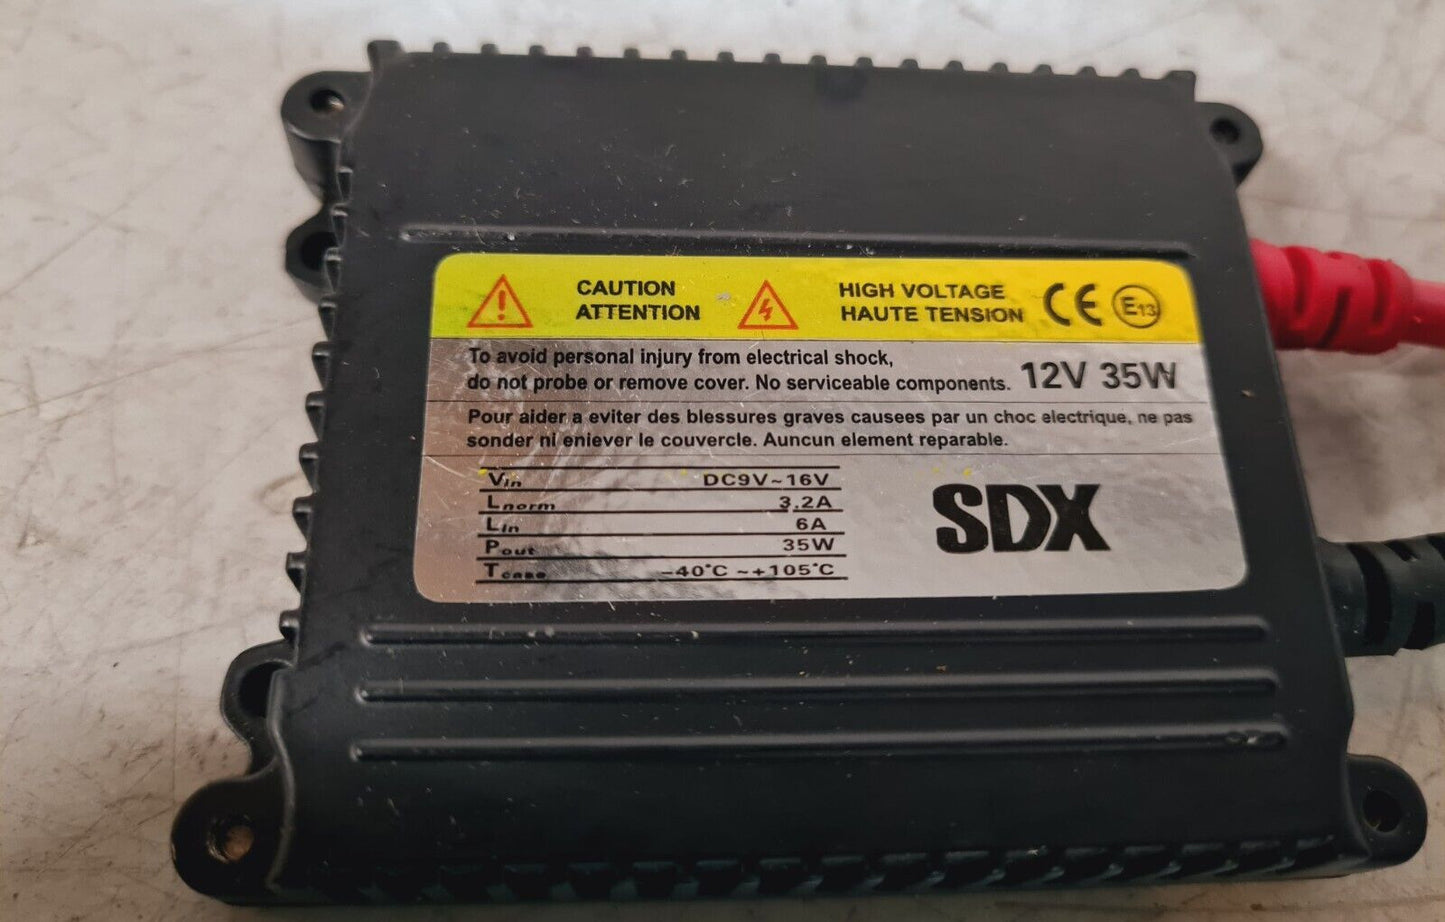 CAUTION
ATTENTION
HIGH VOLTAGE
HAUTE TENSION
CE E13
To avoid personal injury from electrical shock,
do not probe or remove cover. No serviceable components.
12V 35W
Pour aider a eviter des blessures graves causees par un choc electrique, ne pas
sonder ni enlever le couvercle. Auncun element reparable.
Vin DC9V~16V
Lnorm 3.2A
Lin 6A
Pout 35W
Tcase -40°C ~+105°C
SDX